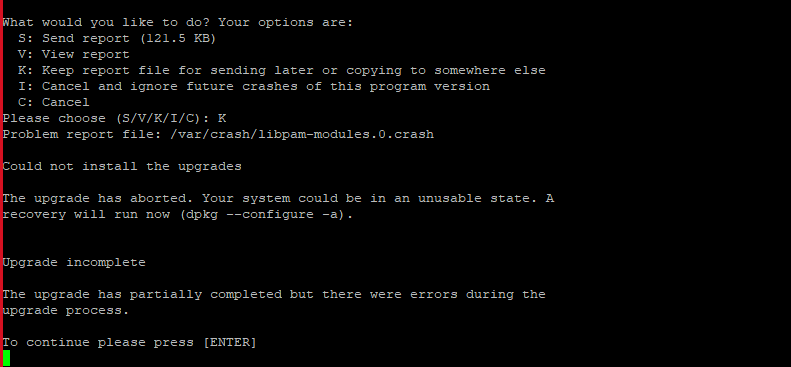 What would you like to do? Your options are:
  S: Send report (121.5 KB)
  V: View report
  K: Keep report file for sending later or copying to somewhere else
  I: Cancel and ignore future crashes of this program version
  C: Cancel
Please choose (S/V/K/I/C): K
Problem report file: /var/crash/libpam-modules.0.crash
Could not install the upgrades
The upgrade has aborted. Your system could be in an unusable state. A
recovery will run now (dpkg --configure -a).
Upgrade incomplete
The upgrade has partially completed but there were errors during the
upgrade process.
To continue please press [ENTER]